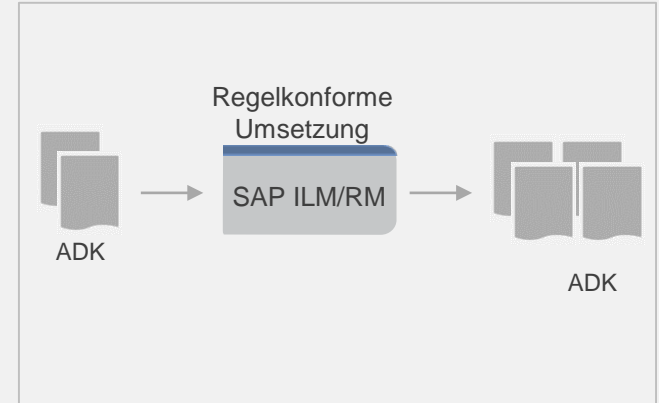 Regelkonforme
Umsetzung
SAP ILM/RM
ADK
ADK